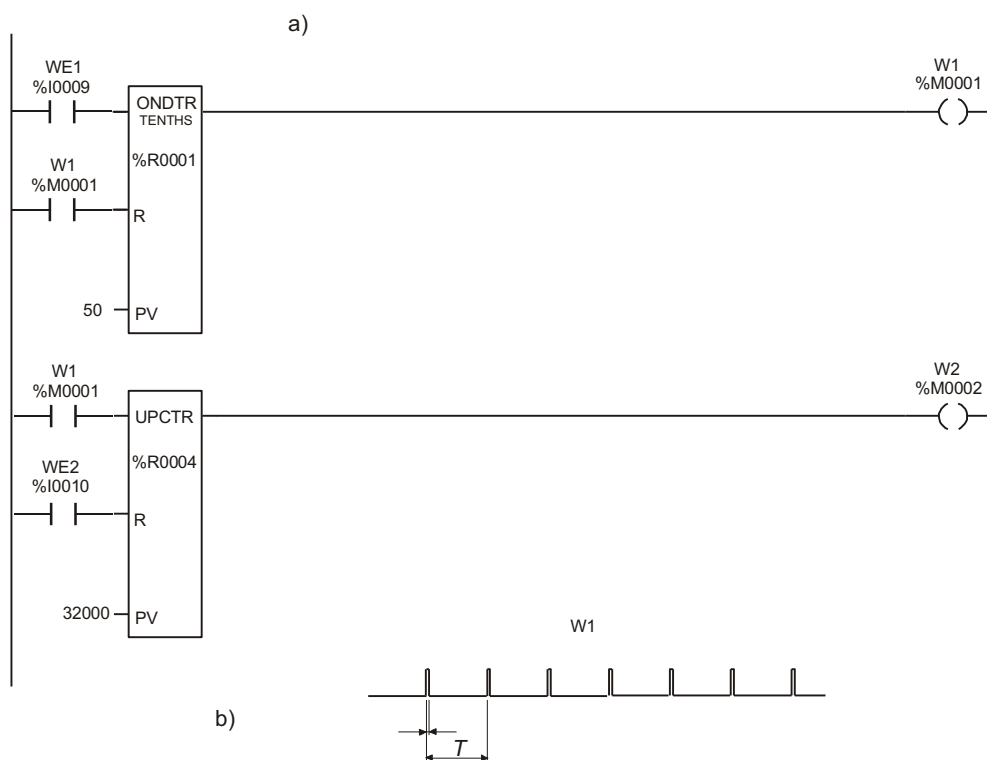 a)
WE1
%I0009
ONDTR
TENTHS
W1
%M0001
%R0001
W1
%M0001
R
50
PV
W1
%M0001
UPCTR
W2
%M0002
%R0004
WE2
%I0010
R
32000
PV
W1
b)
T